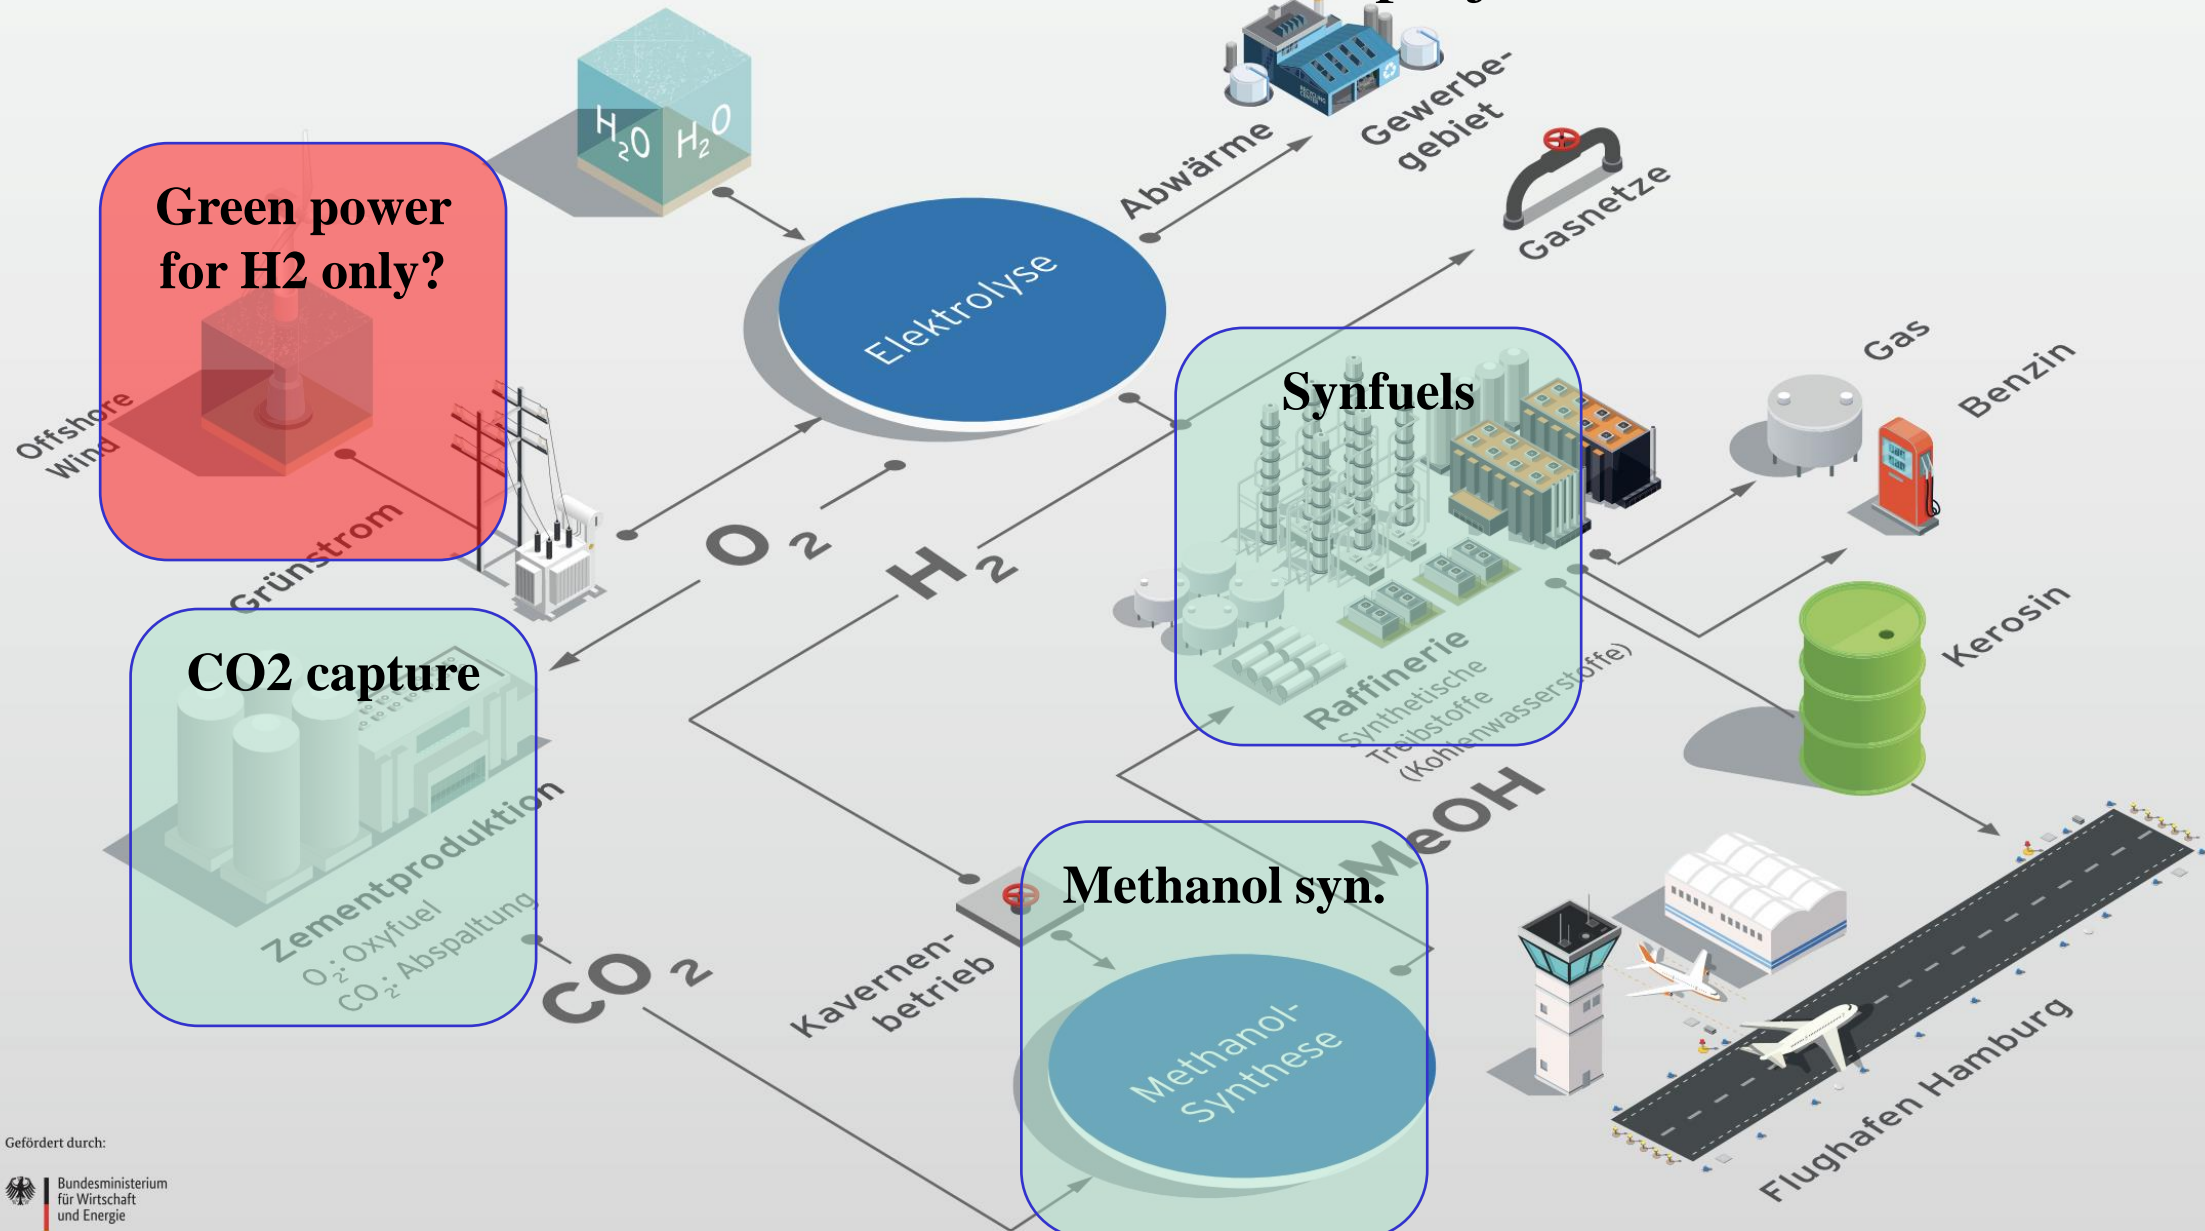 H2O
H2O
Green power
for H2 only?
Offshore
Wind
Grünstrom
Elektrolyse
Abwärme
Gewerbe-
gebiet
Gasnetze
Synfuels
Gas
Benzin
Kerosin
O2
H2
CO2 capture
Zementproduktion
O2: Oxyfuel
CO2: Abspaltung
CO2
Raffinerie
Synthetische
Treibstoffe
(Kohlenwasserstoffe)
MeOH
Kavernen-
betrieb
Methanol syn.
Methanol-
Synthese
Flughafen Hamburg
Gefördert durch:
Bundesministerium
für Wirtschaft
und Energie